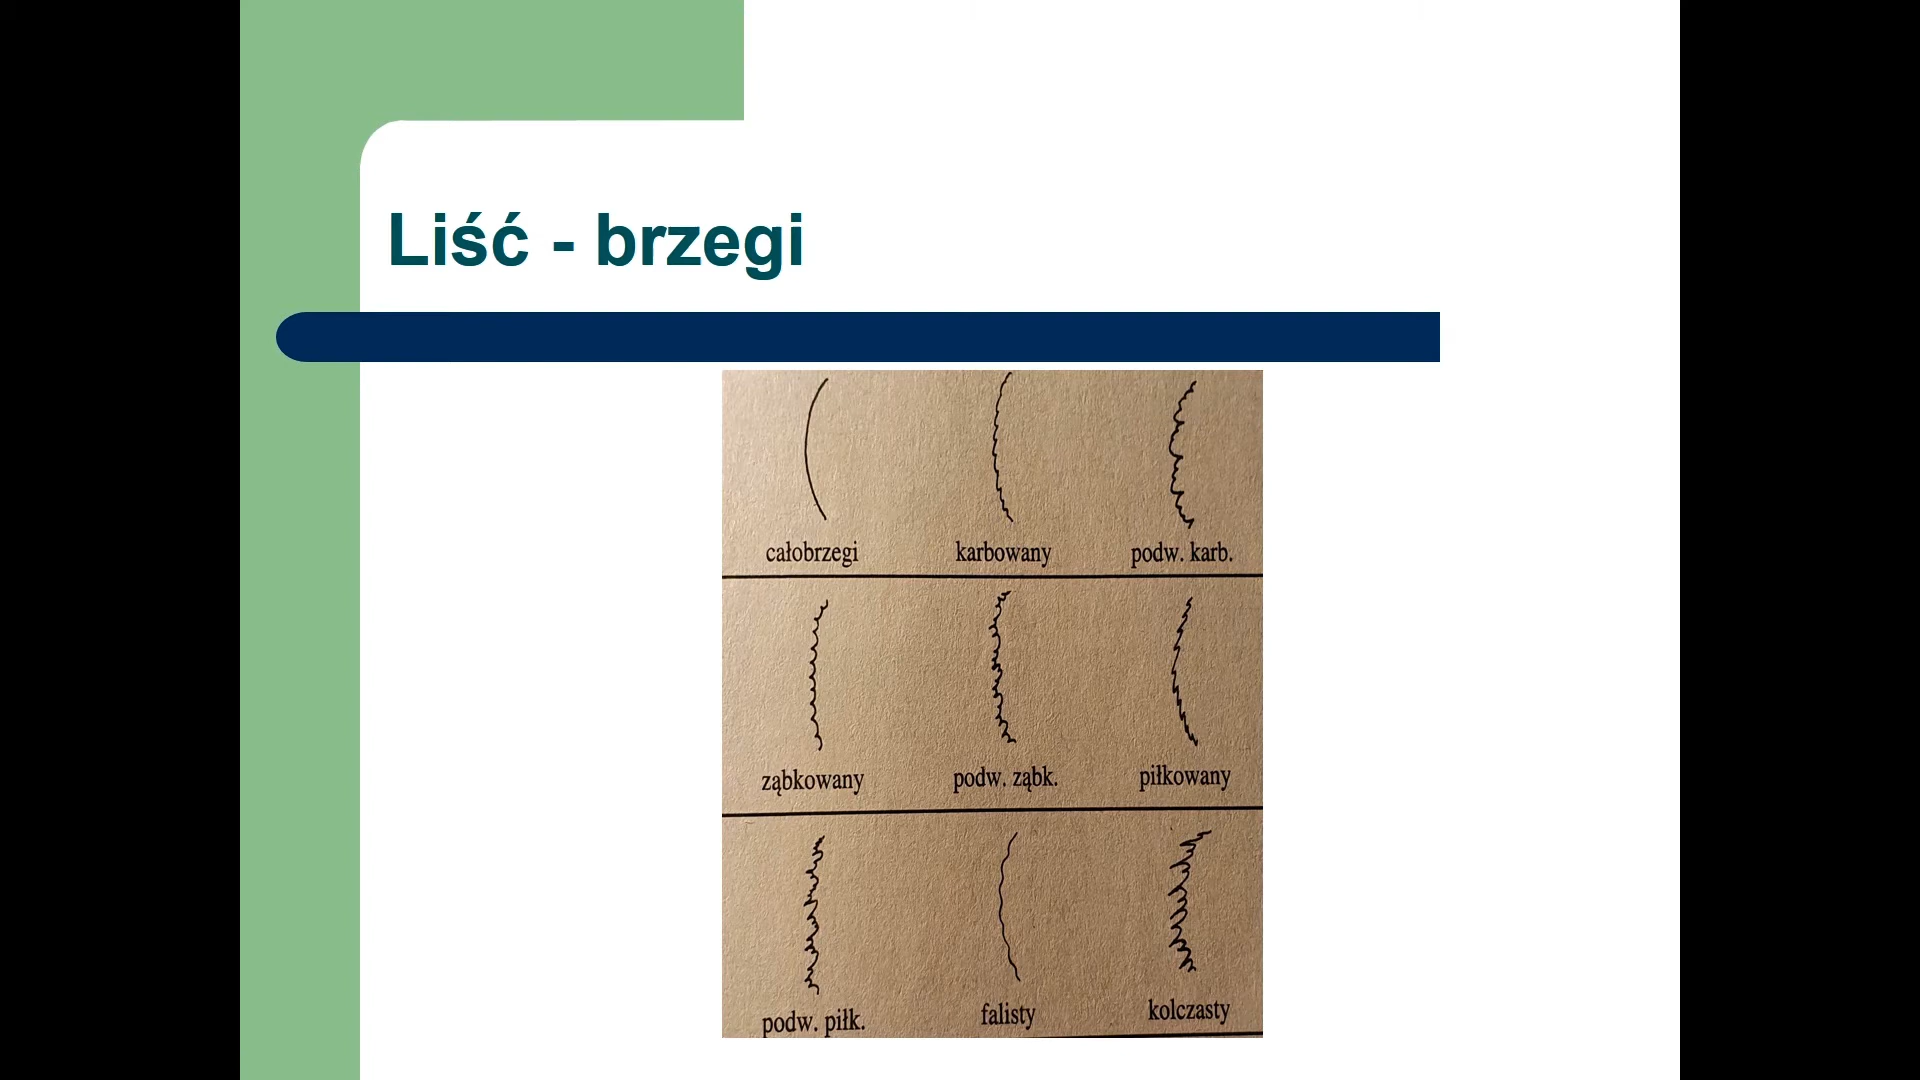 Liść - brzegi
całobrzegi karbowany podw. karb.
ząbkowany podw. ząbk. piłkowany
podw. piłk. falisty kolczasty